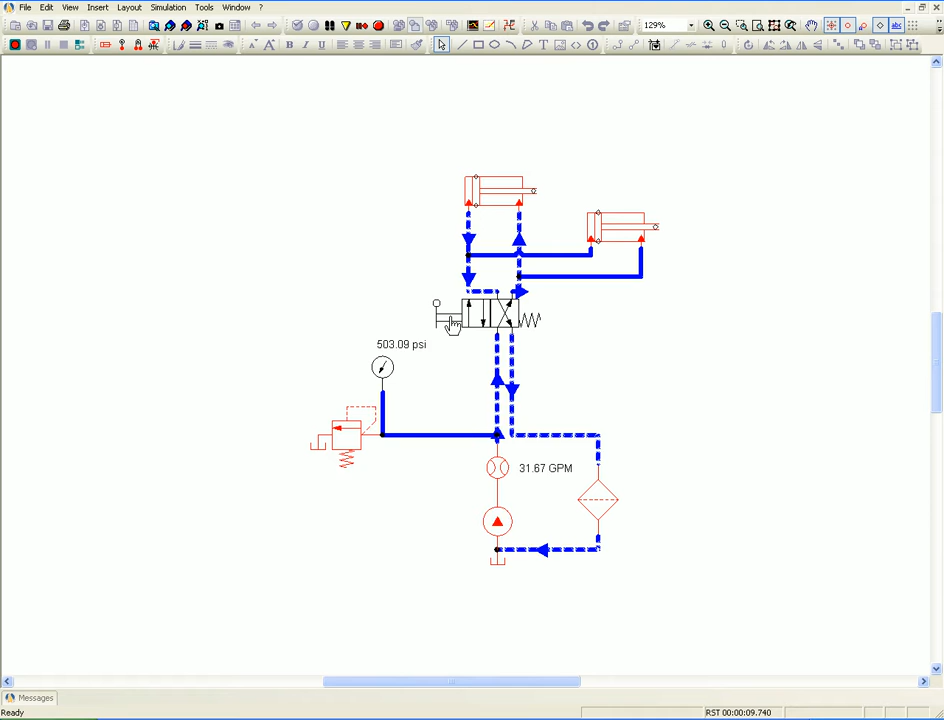 File Edit View Insert Layout Simulation Tools Window ?
129%
A A B I U T
503.09 psi
31.67 GPM
Messages
Ready RST 00:00:09.740